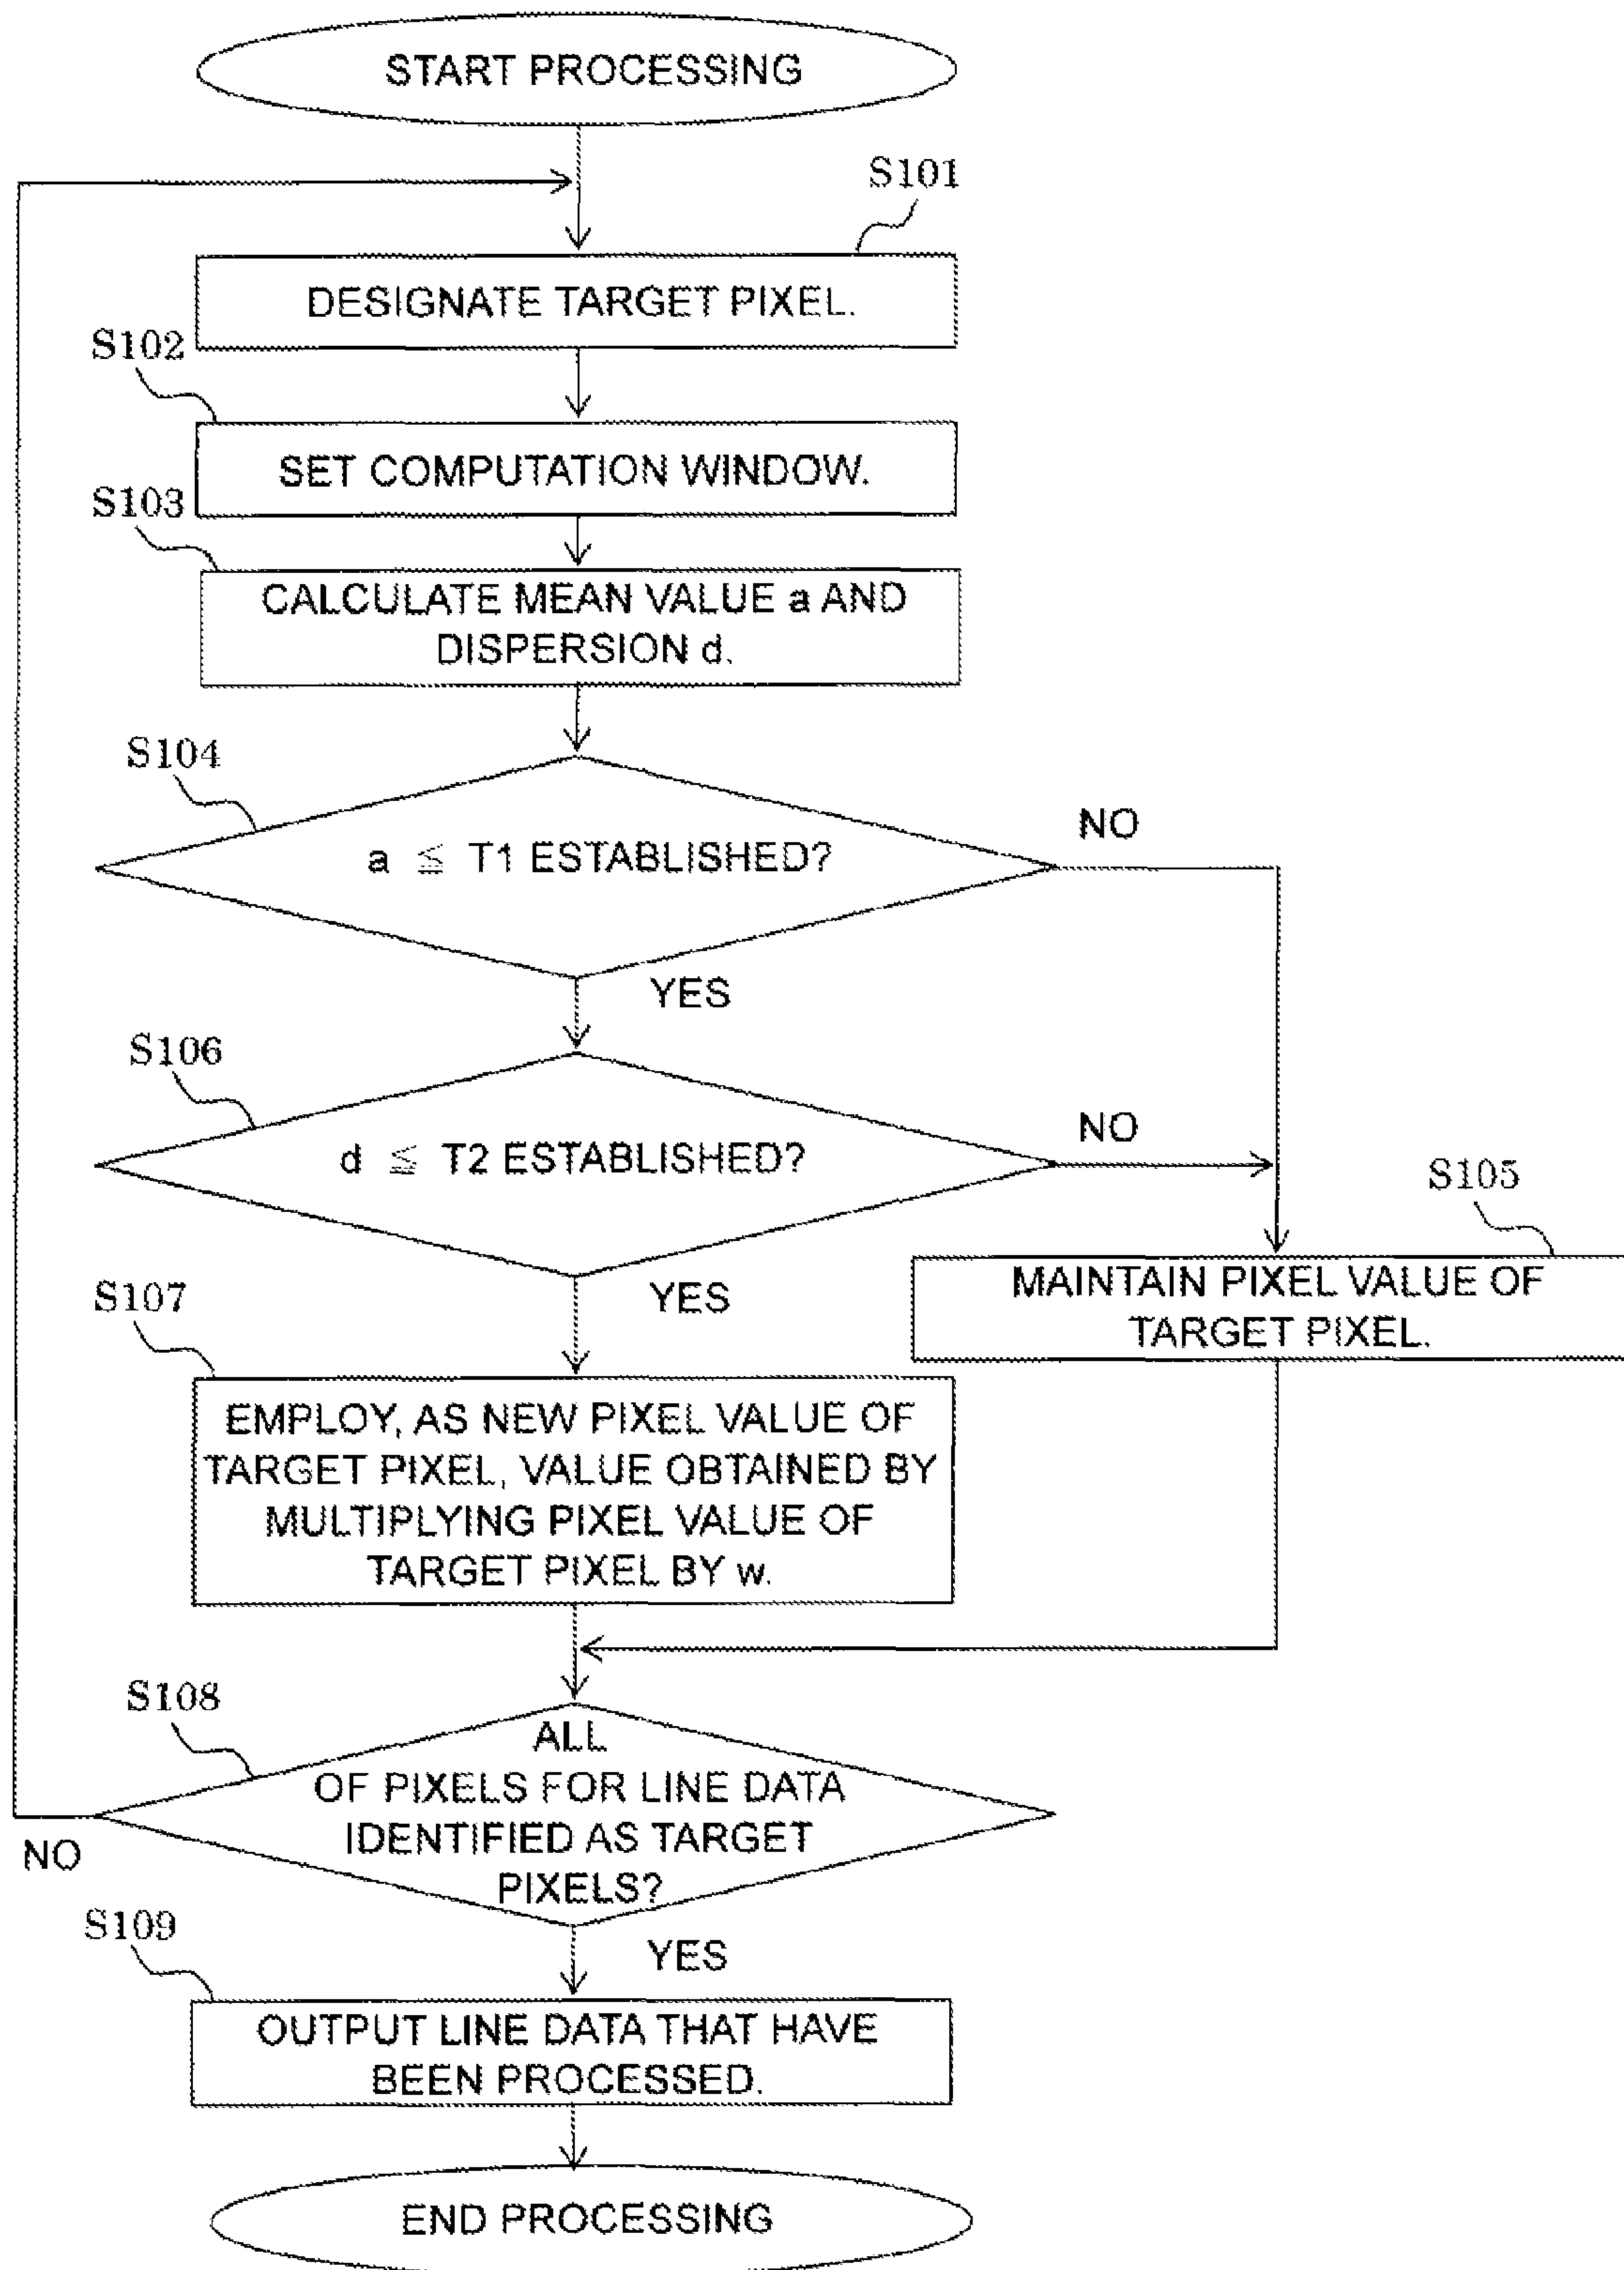 START PROCESSING
S101
DESIGNATE TARGET PIXEL.
S102
SET COMPUTATION WINDOW.
S103
CALCULATE MEAN VALUE a AND
DISPERSION d.
S104
a ≦ T1 ESTABLISHED?
NO
YES
S106
d ≦ T2 ESTABLISHED?
NO
YES
S105
MAINTAIN PIXEL VALUE OF
TARGET PIXEL.
S107
EMPLOY, AS NEW PIXEL VALUE OF
TARGET PIXEL, VALUE OBTAINED BY
MULTIPLYING PIXEL VALUE OF
TARGET PIXEL BY w.
S108
ALL
OF PIXELS FOR LINE DATA
IDENTIFIED AS TARGET
PIXELS?
NO
YES
S109
OUTPUT LINE DATA THAT HAVE
BEEN PROCESSED.
END PROCESSING